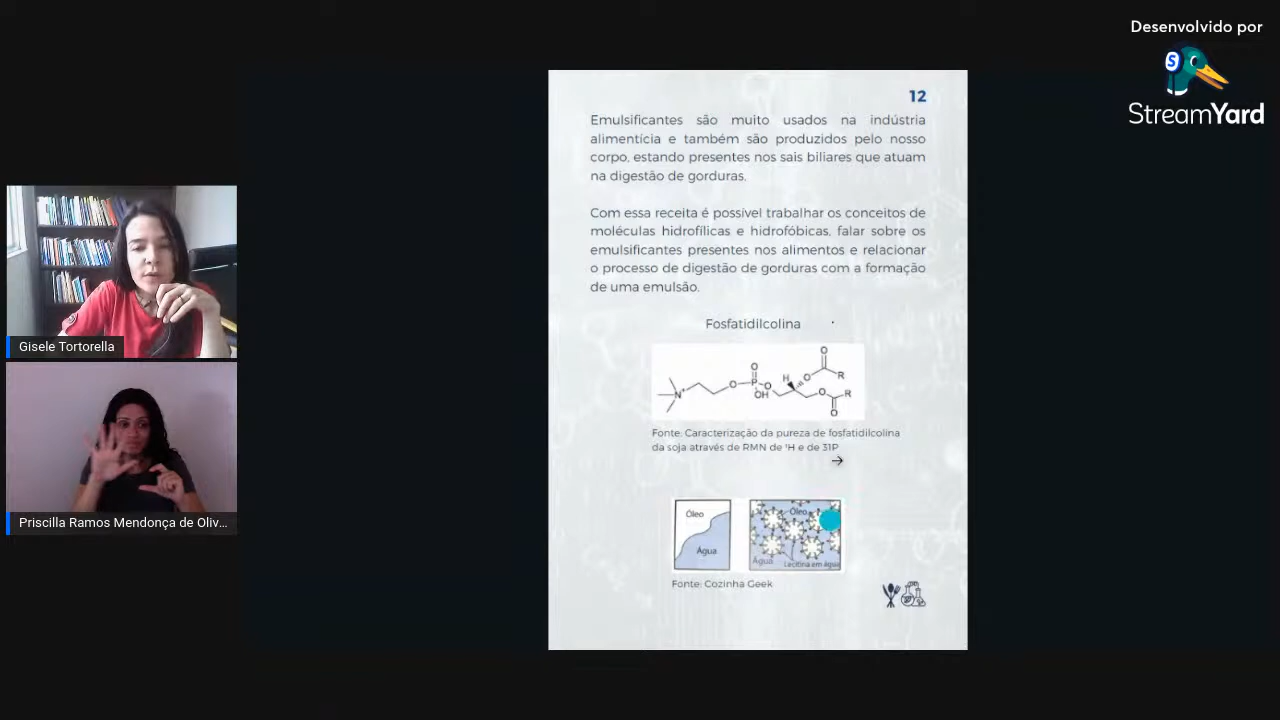 Desenvolvido por
StreamYard
12
Emulsificantes são muito usados na indústria
alimentícia e também são produzidos pelo nosso
corpo, estando presentes nos sais biliares que atuam
na digestão de gorduras.
Com essa receita é possível trabalhar os conceitos de
moléculas hidrofílicas e hidrofóbicas, falar sobre os
emulsificantes presentes nos alimentos e relacionar
o processo de digestão de gorduras com a formação
de uma emulsão.
Fosfatidilcolina
O
O
R
H
O
N+
O
P
O
OH
O
R
O
Fonte: Caracterização da pureza de fosfatidilcolina
da soja através de RMN de ¹H e de 31P
Óleo
Água
Óleo
Água
Lecitina em água
Fonte: Cozinha Geek
Gisele Tortorella
Priscilla Ramos Mendonça de Oliv...